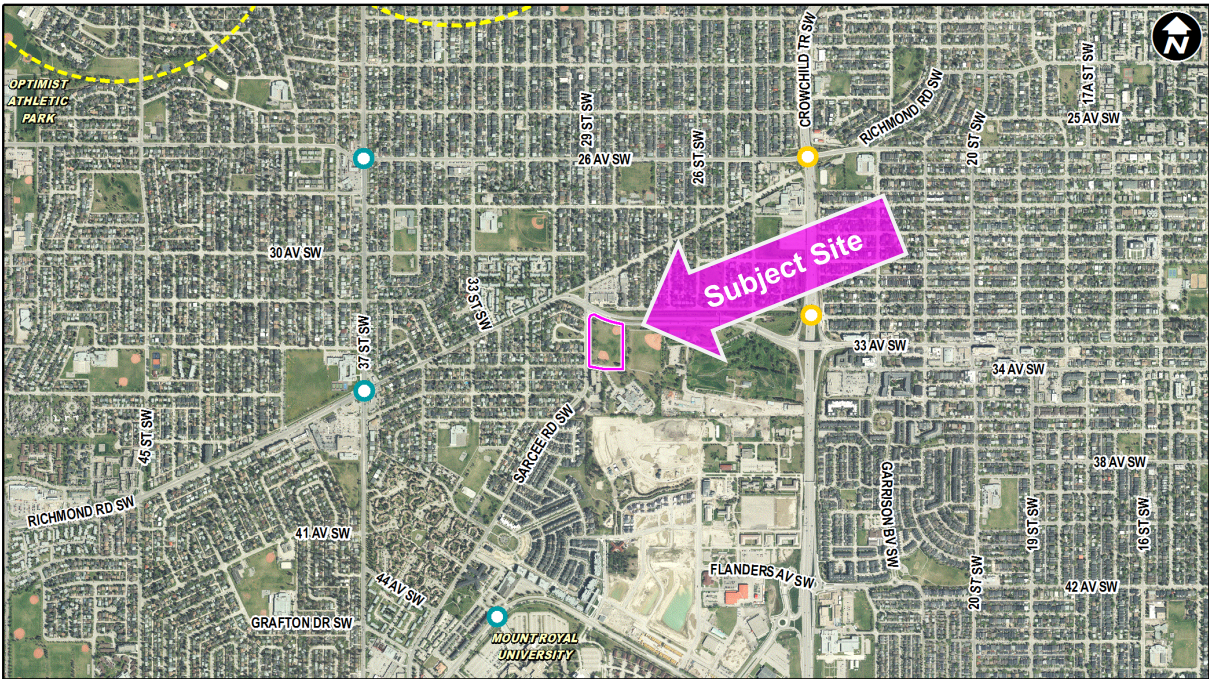 CROWCHILD TR SW
N
OPTIMIST
ATHLETIC
PARK
17A ST SW
RICHMOND RD SW
25 AV SW
29 ST SW
20 ST SW
26 AV SW
26 ST SW
Subject Site
30 AV SW
33 ST SW
37 ST SW
33 AV SW
34 AV SW
45 ST SW
SARCEE RD SW
38 AV SW
RICHMOND RD SW
GARRISON BV SW
19 ST SW
16 ST SW
41 AV SW
44 AV SW
FLANDERS AV SW
20 ST SW
42 AV SW
GRAFTON DR SW
MOUNT ROYAL
UNIVERSITY